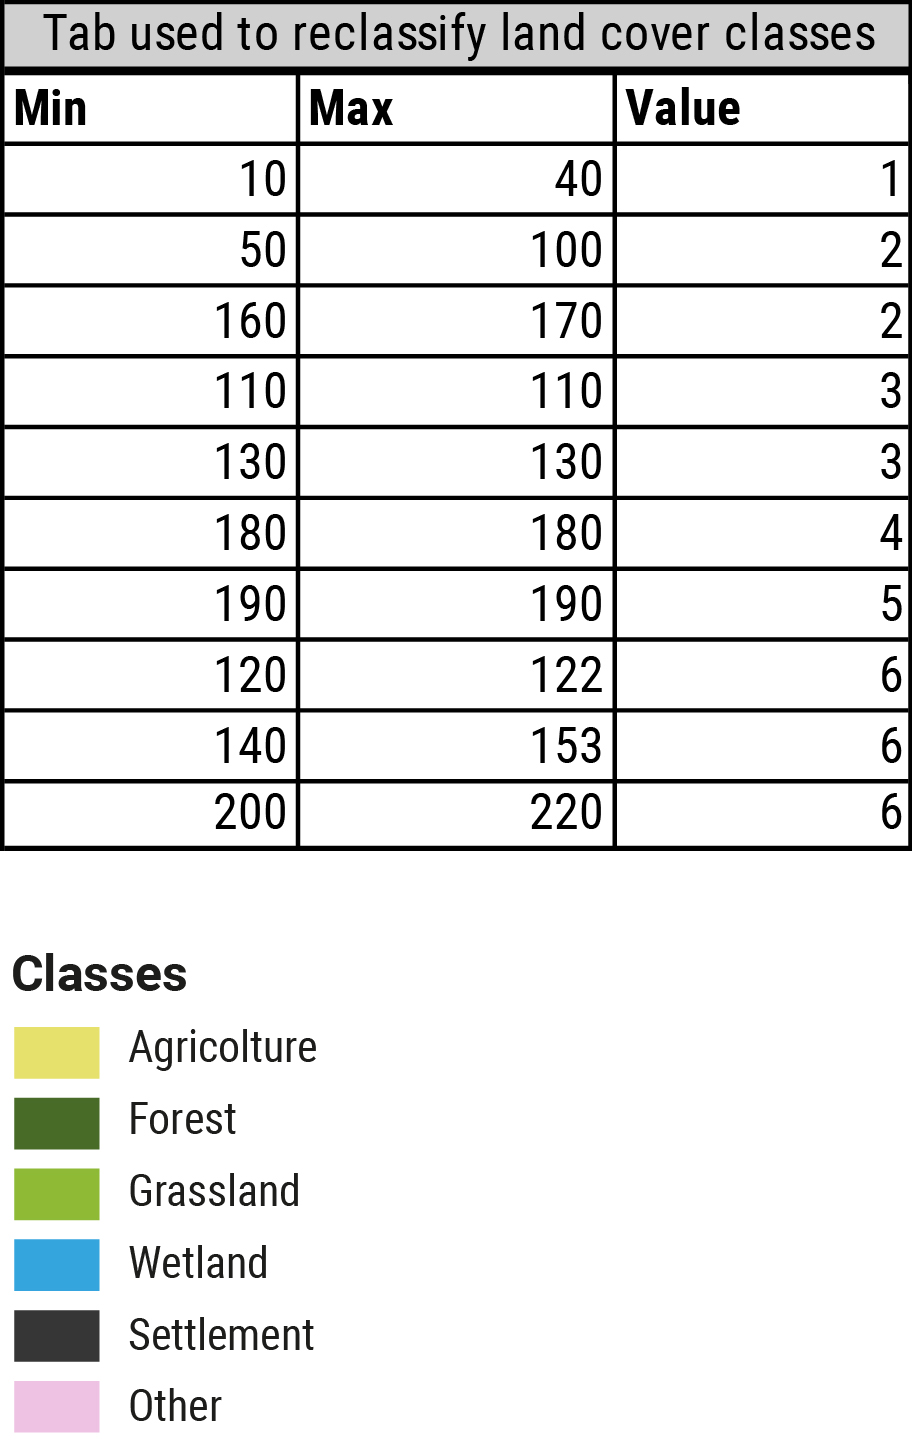 Tab used to reclassify land cover classes
Min Max Value
10 40 1
50 100 2
160 170 2
110 110 3
130 130 3
180 180 4
190 190 5
120 122 6
140 153 6
200 220 6
Classes
Agricolture
Forest
Grassland
Wetland
Settlement
Other